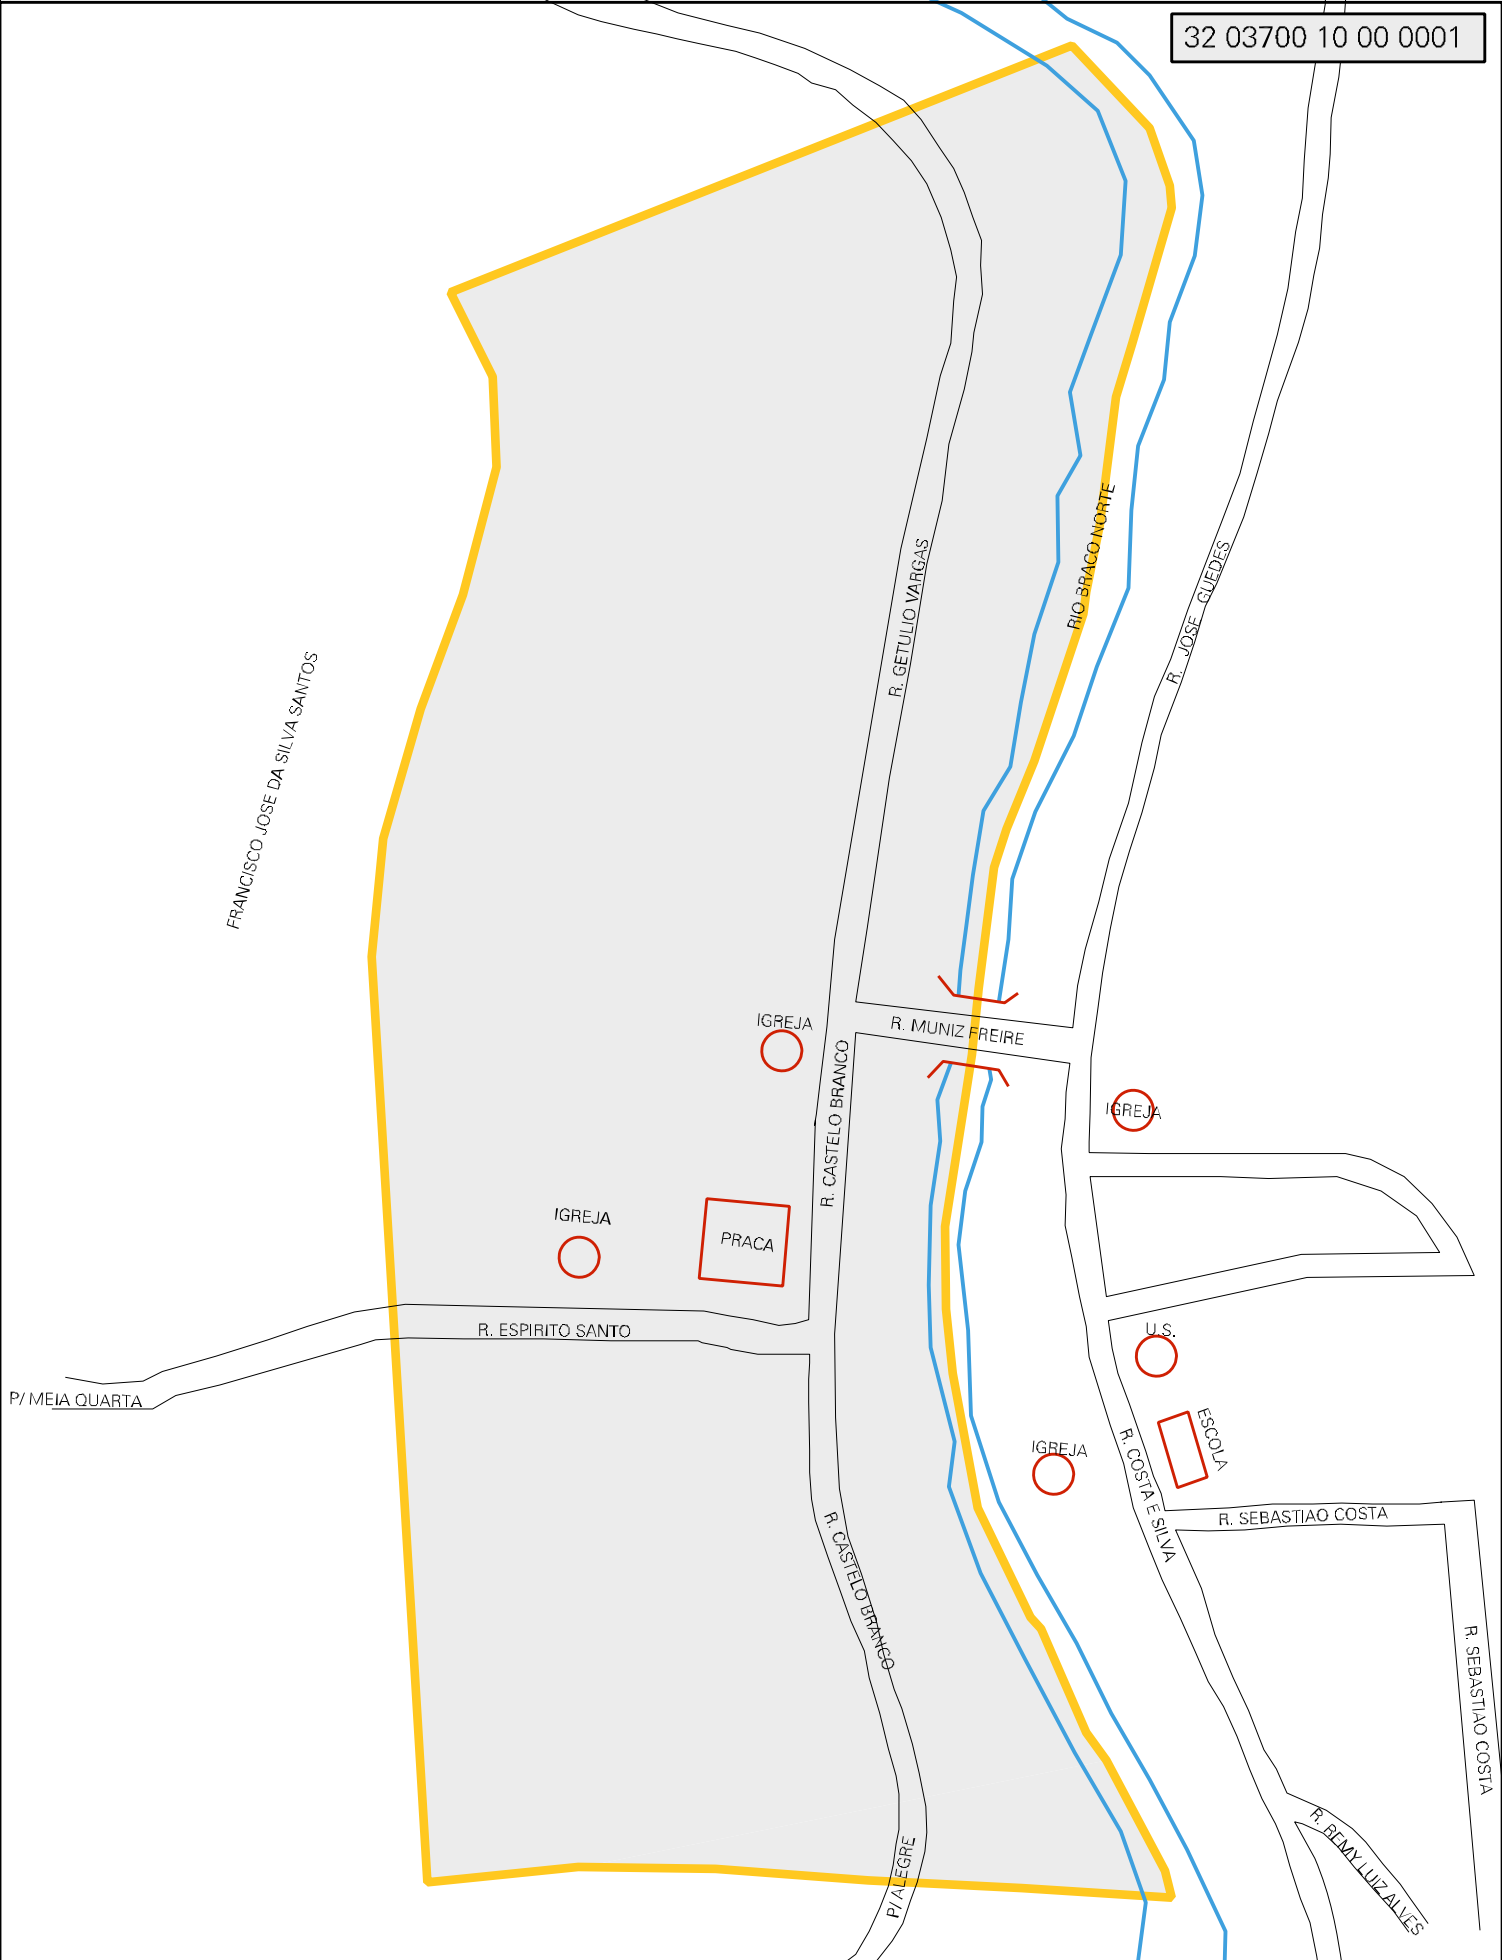 32 03700 10 00 0001
RIO BRACO NORTE
R. GETULIO VARGAS
R. JOSE GUEDES
FRANCISCO JOSE DA SILVA SANTOS
IGREJA
R. MUNIZ FREIRE
R. CASTELO BRANCO
IGREJA
IGREJA
PRACA
R. ESPIRITO SANTO
U.S.
P/ MEIA QUARTA
ESCOLA
IGREJA
R. COSTA E SILVA
R. SEBASTIAO COSTA
R. CASTELO BRANCO
R. SEBASTIAO COSTA
R. REMY LUIZ ALVES
P/ ALEGRE